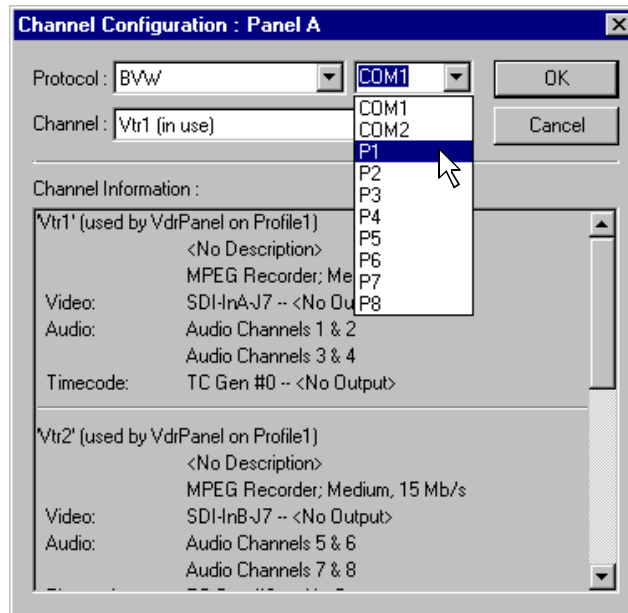 Channel Configuration : Panel A
Protocol : BVW COM1 OK
Channel : Vtr1 (in use) Cancel
COM1
COM2
P1
P2
P3
P4
P5
P6
P7
P8
Channel Information :
'Vtr1' (used by VdrPanel on Profile1)
<No Description>
MPEG Recorder; Me
Video: SDI-InA-J7 -- <No Ou
Audio: Audio Channels 1 & 2
Audio Channels 3 & 4
Timecode: TC Gen #0 -- <No Output>
'Vtr2' (used by VdrPanel on Profile1)
<No Description>
MPEG Recorder; Medium, 15 Mb/s
Video: SDI-InB-J7 -- <No Output>
Audio: Audio Channels 5 & 6
Audio Channels 7 & 8